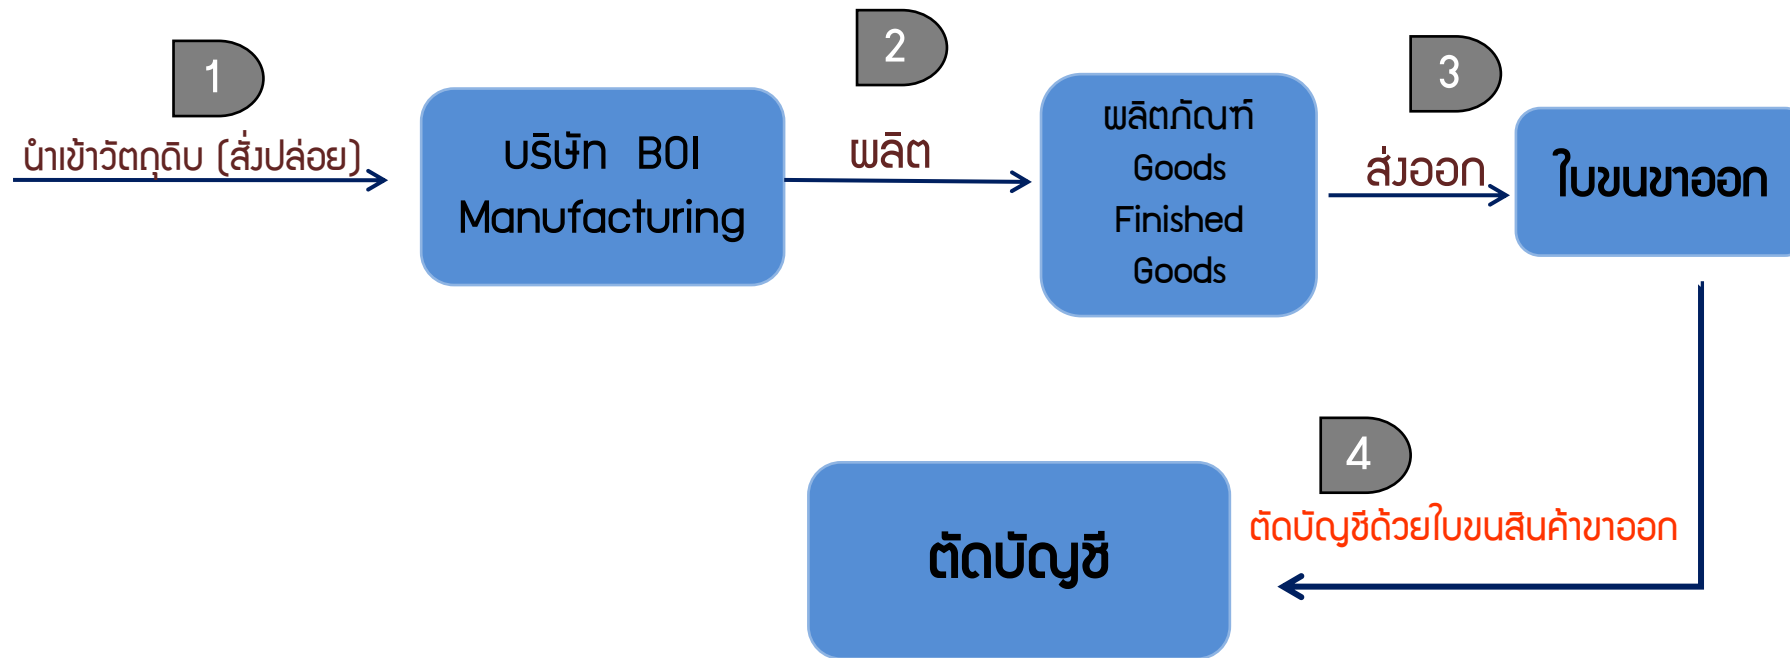 1
นำเข้าวัตถุดิบ (สั่งปล่อย)
บริษัท BOI
Manufacturing
2
ผลิต
ผลิตภัณฑ์
Goods
Finished
Goods
3
ส่งออก
ใบขนขาออก
4
ตัดบัญชีด้วยใบขนสินค้าขาออก
ตัดบัญชี